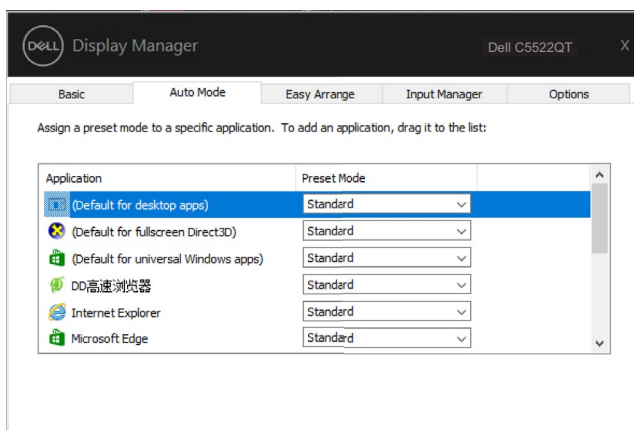 DELL Display Manager Dell C5522QT X
Basic Auto Mode Easy Arrange Input Manager Options
Assign a preset mode to a specific application. To add an application, drag it to the list:
Application Preset Mode
(Default for desktop apps) Standard
(Default for fullscreen Direct3D) Standard
(Default for universal Windows apps) Standard
DD高速浏览器 Standard
Internet Explorer Standard
Microsoft Edge Standard